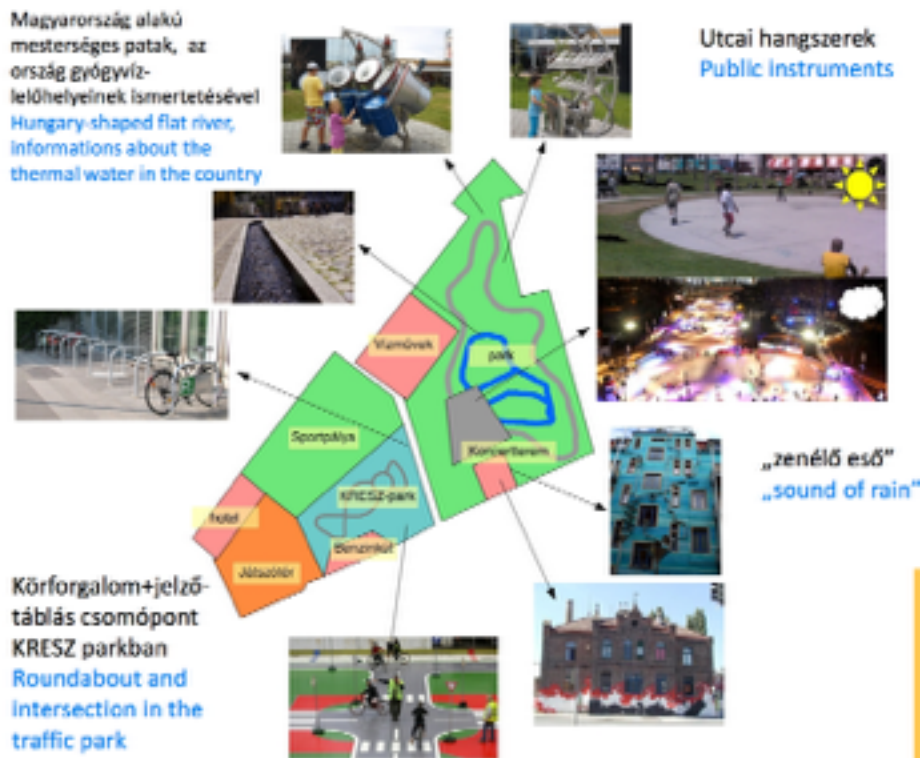 Magyarország alakú
mesterséges patak, az
ország gyógyvíz-
lelőhelyeinek ismertetésével
Hungary-shaped flat river,
informations about the
thermal water in the country
Utcai hangszerek
Public Instruments
Vízművek
park
Sportpálya
Koncertterem
KRESZ-park
hotel
Benzinkút
Játszótér
„zenélő eső”
„sound of rain”
Körforgalom+jelző-
táblás csomópont
KRESZ parkban
Roundabout and
intersection in the
traffic park